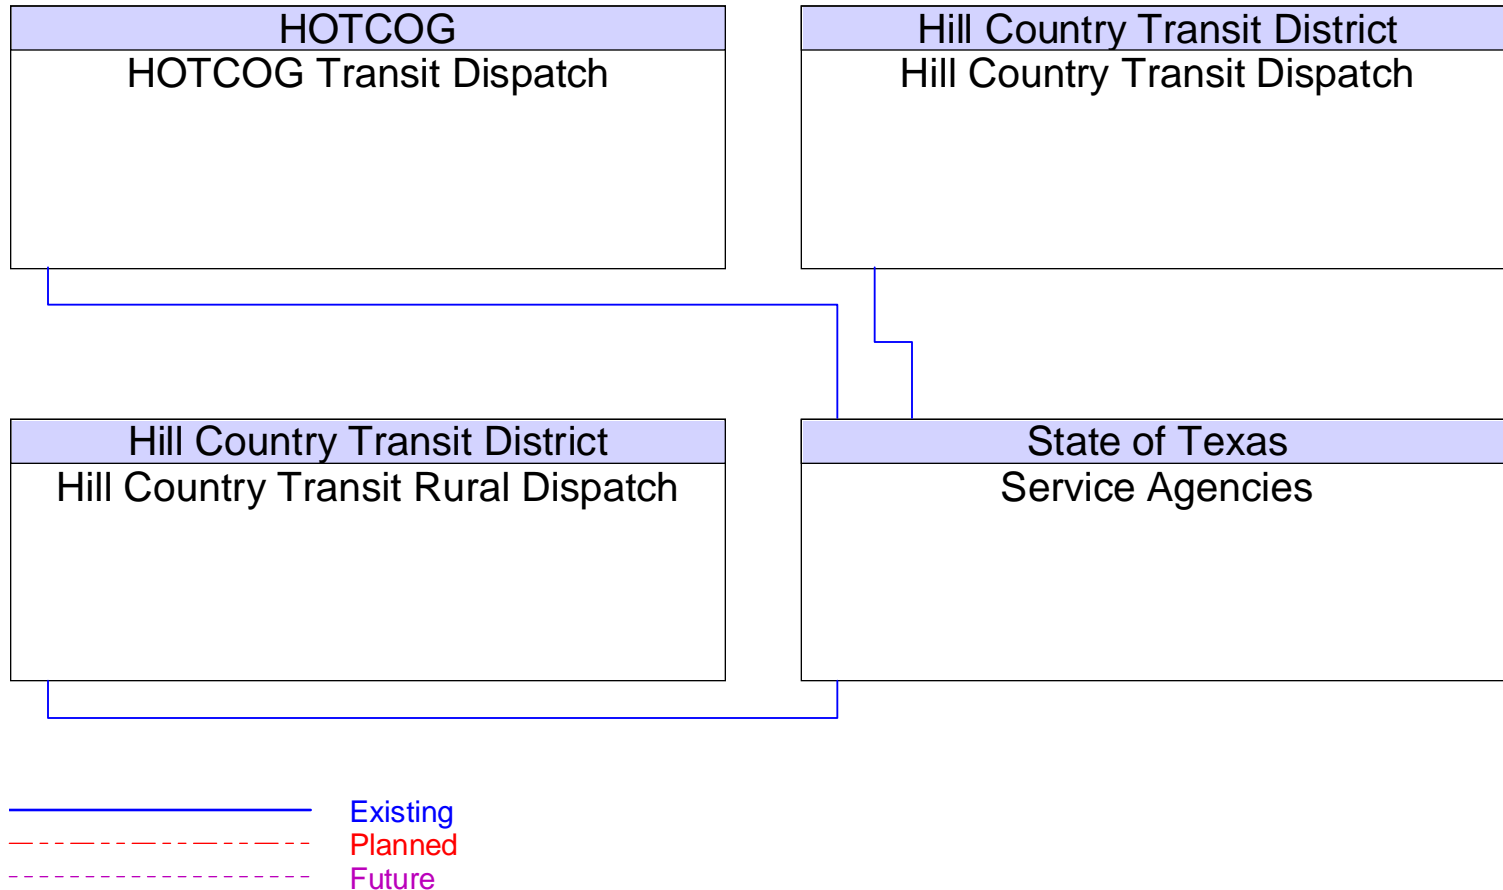 HOTCOG
HOTCOG Transit Dispatch
Hill Country Transit District
Hill Country Transit Dispatch
Hill Country Transit District
Hill Country Transit Rural Dispatch
State of Texas
Service Agencies
Existing
Planned
Future